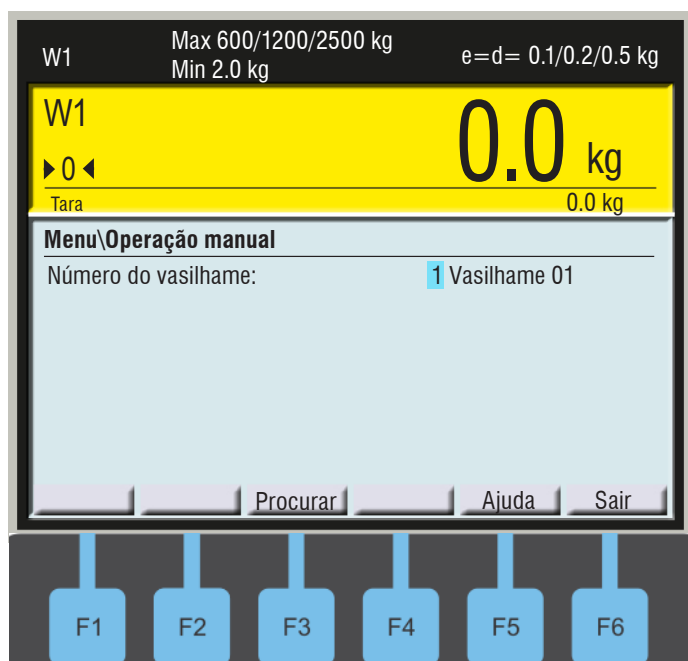 W1 Max 600/1200/2500 kg e=d= 0.1/0.2/0.5 kg
Min 2.0 kg
W1 0.0 kg
0
Tara 0.0 kg
Menu\Operação manual
Número do vasilhame: 1 Vasilhame 01
Procurar Ajuda Sair
F1 F2 F3 F4 F5 F6